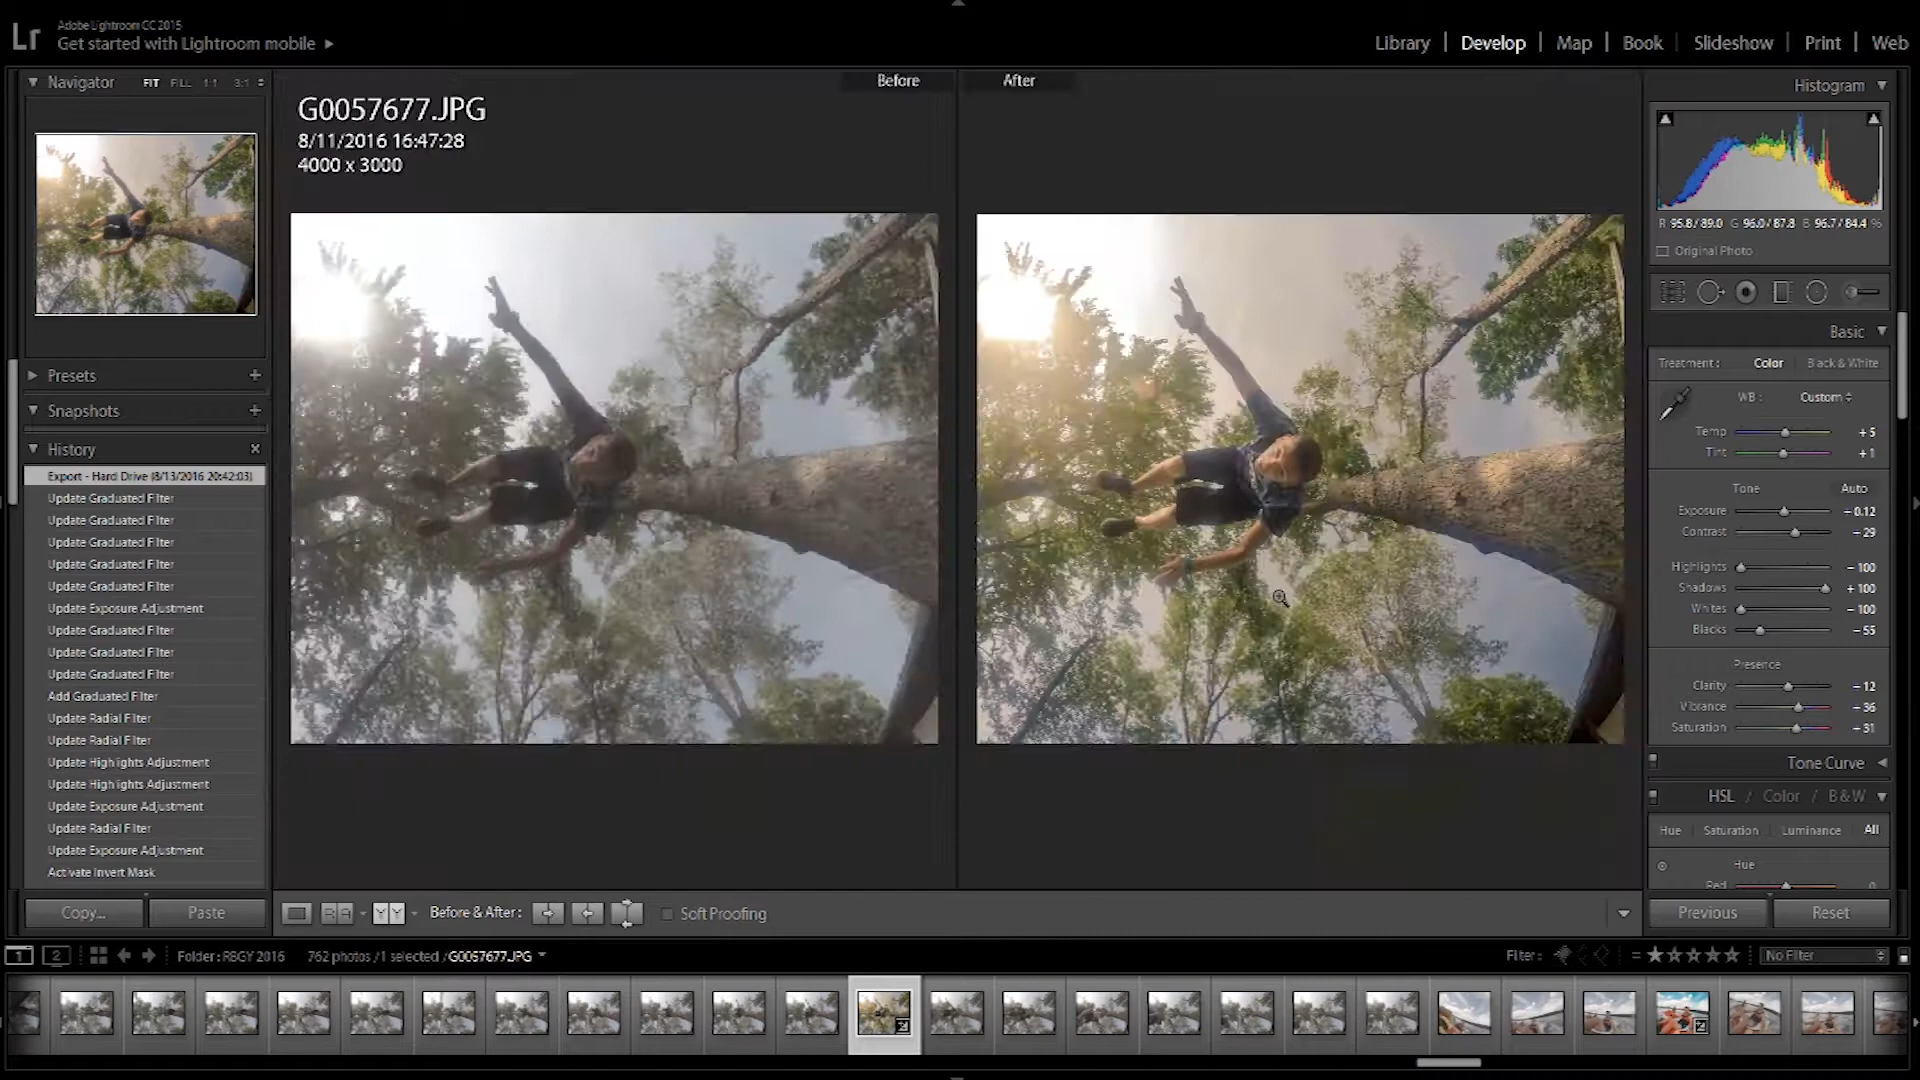 Lr
Adobe Lightroom CC 2015
Get started with Lightroom mobile
Library | Develop | Map | Book | Slideshow | Print | Web
Navigator FIT FILL 1:1 3:1
Presets +
Snapshots +
History X
Export - Hard Drive (8/13/2016 20:42:03)
Update Graduated Filter
Update Graduated Filter
Update Graduated Filter
Update Graduated Filter
Update Graduated Filter
Update Exposure Adjustment
Update Graduated Filter
Update Graduated Filter
Update Graduated Filter
Add Graduated Filter
Update Radial Filter
Update Radial Filter
Update Highlights Adjustment
Update Highlights Adjustment
Update Exposure Adjustment
Update Radial Filter
Update Exposure Adjustment
Activate Invert Mask
Copy... Paste
Before After
G0057677.JPG
8/11/2016 16:47:28
4000 x 3000
Histogram
R 95.8/89.0 G 96.0/87.8 B 96.7/84.4 %
Original Photo
Basic
Treatment: Color Black & White
WB: Custom
Temp +5
Tint +1
Tone Auto
Exposure -0.12
Contrast -29
Highlights -100
Shadows +100
Whites -100
Blacks -55
Presence
Clarity -12
Vibrance -36
Saturation -31
Tone Curve
HSL / Color / B & W
Hue Saturation Luminance All
Hue
Red 0
Previous Reset
R A Y Y Before & After: Soft Proofing
1 2 Folder: RBGY 2016 762 photos /1 selected /G0057677.JPG
Filter: No Filter